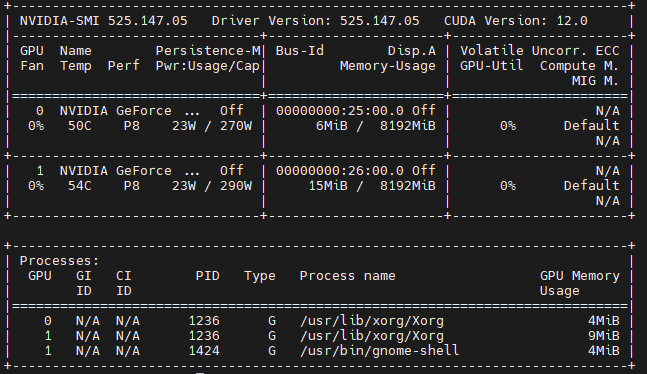 +-----------------------------------------------------------------------------+
| NVIDIA-SMI 525.147.05   Driver Version: 525.147.05   CUDA Version: 12.0     |
|-------------------------------+----------------------+----------------------+
| GPU  Name        Persistence-M| Bus-Id        Disp.A | Volatile Uncorr. ECC |
| Fan  Temp  Perf  Pwr:Usage/Cap|         Memory-Usage | GPU-Util  Compute M. |
|                               |                      |               MIG M. |
|===============================+======================+======================|
|   0  NVIDIA GeForce ...  Off  | 00000000:25:00.0 Off |                  N/A |
|  0%   50C    P8    23W / 270W |      6MiB /  8192MiB |      0%      Default |
|                               |                      |                  N/A |
+-------------------------------+----------------------+----------------------+
|   1  NVIDIA GeForce ...  Off  | 00000000:26:00.0 Off |                  N/A |
|  0%   54C    P8    23W / 290W |     15MiB /  8192MiB |      0%      Default |
|                               |                      |                  N/A |
+-------------------------------+----------------------+----------------------+
+-----------------------------------------------------------------------------+
| Processes:                                                                  |
|  GPU   GI   CI        PID   Type   Process name                  GPU Memory |
|        ID   ID                                                   Usage      |
|=============================================================================|
|    0   N/A  N/A      1236      G   /usr/lib/xorg/Xorg                  4MiB |
|    1   N/A  N/A      1236      G   /usr/lib/xorg/Xorg                  9MiB |
|    1   N/A  N/A      1424      G   /usr/bin/gnome-shell                4MiB |
+-----------------------------------------------------------------------------+